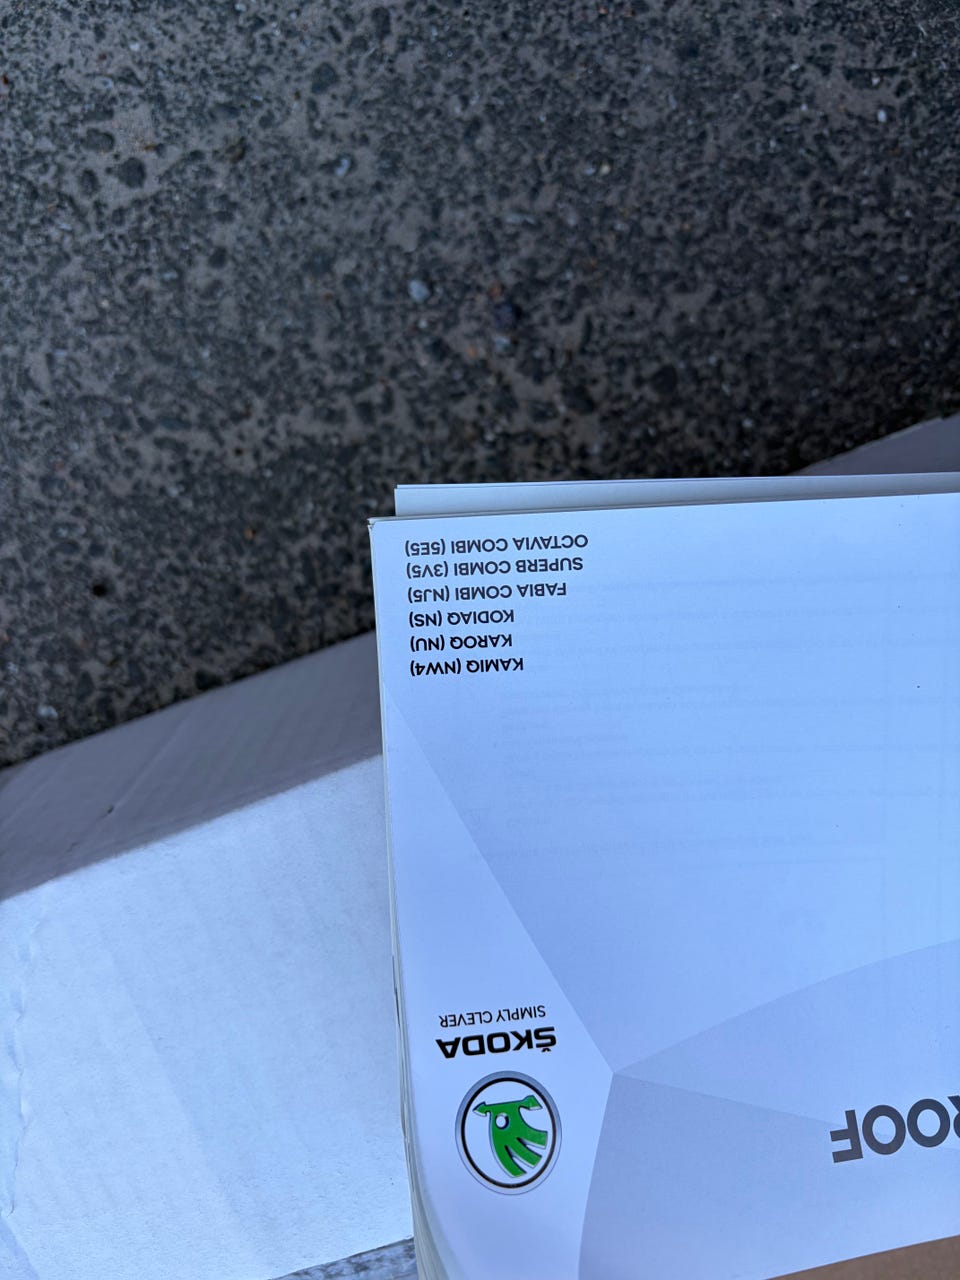 ROOF
ŠKODA
SIMPLY CLEVER
KAMIQ (NW4)
KAROQ (NU)
KODIAQ (NS)
FABIA COMBI (NJ5)
SUPERB COMBI (3V5)
OCTAVIA COMBI (5E5)